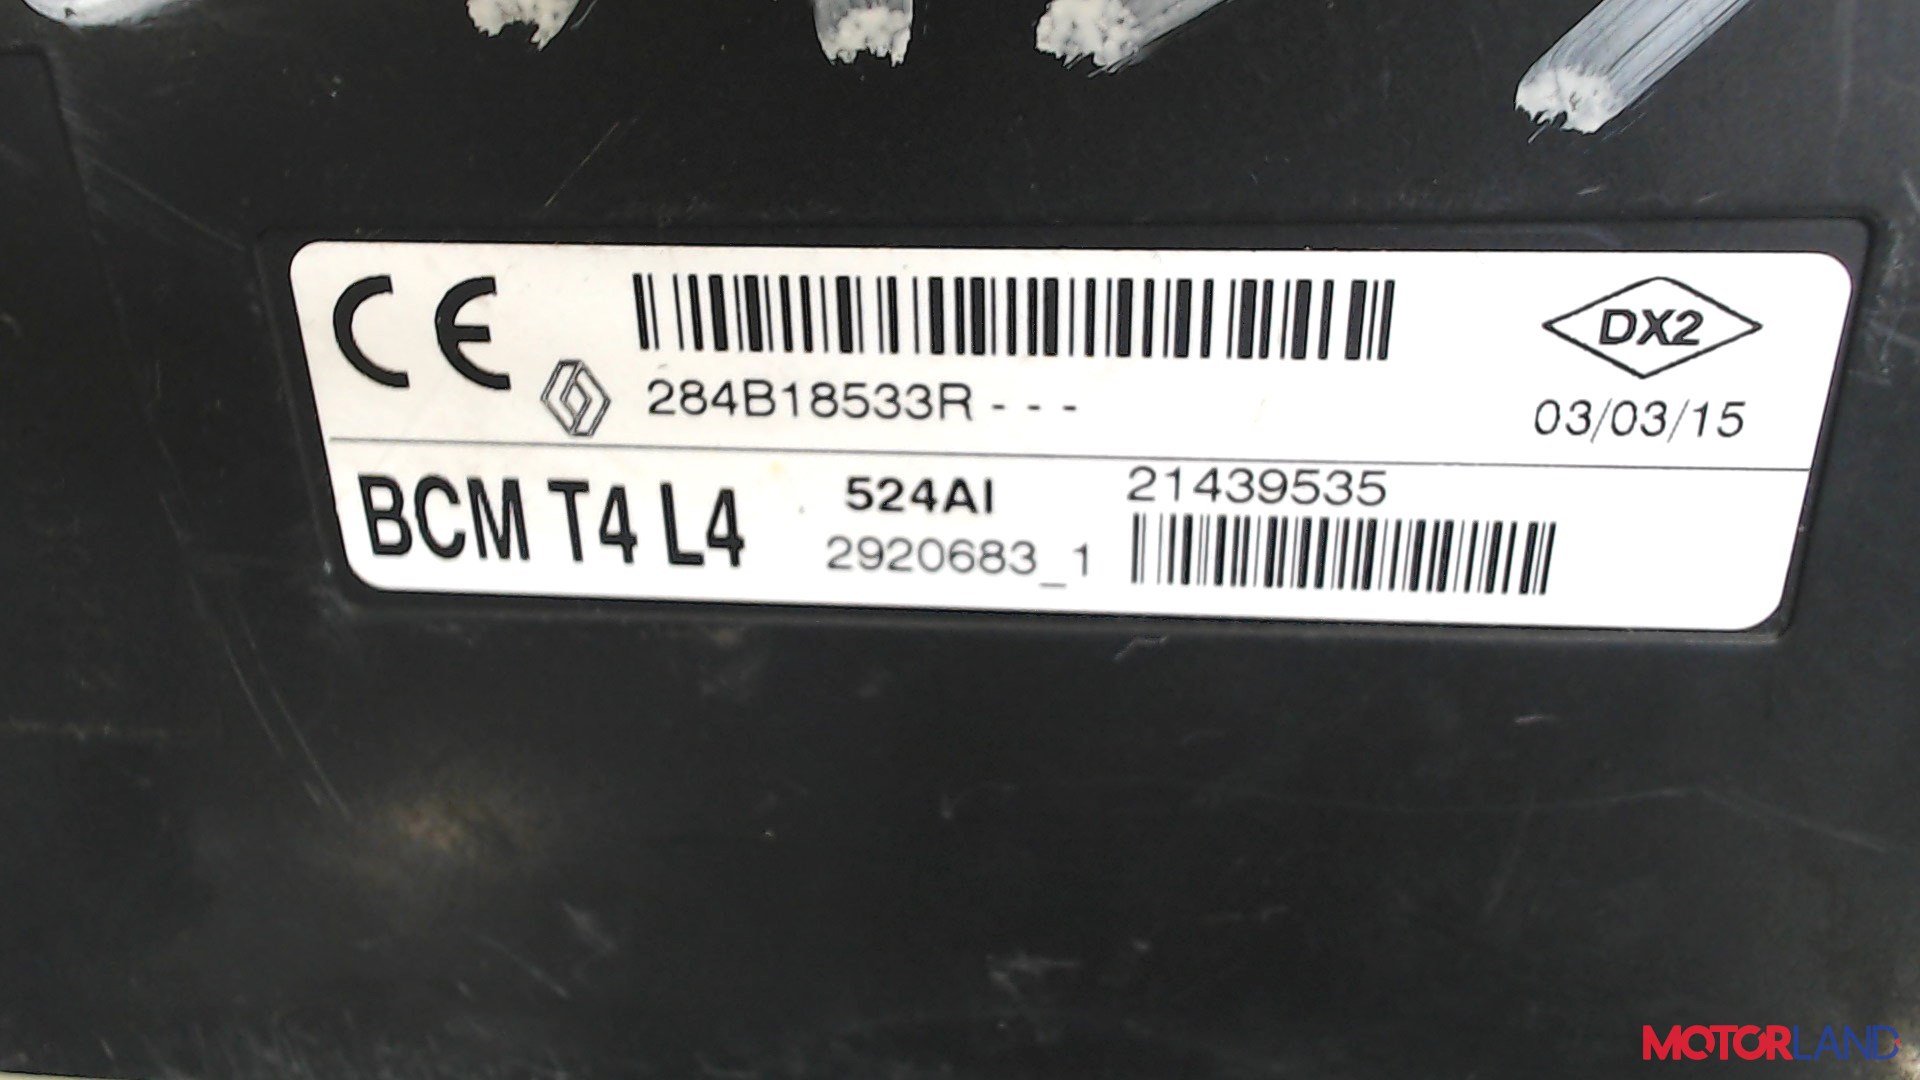 CE
284B18533R - - -
DX2
03/03/15
BCM T4 L4
524AI
2920683_1
21439535
MOTORLAND